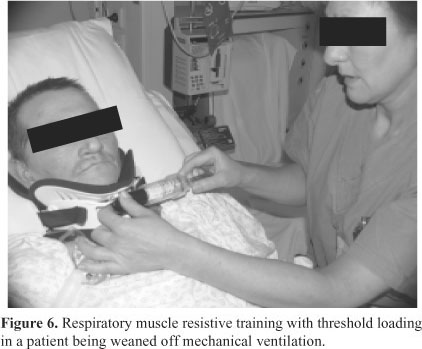 Figure 6. Respiratory muscle resistive training with threshold loading
in a patient being weaned off mechanical ventilation.